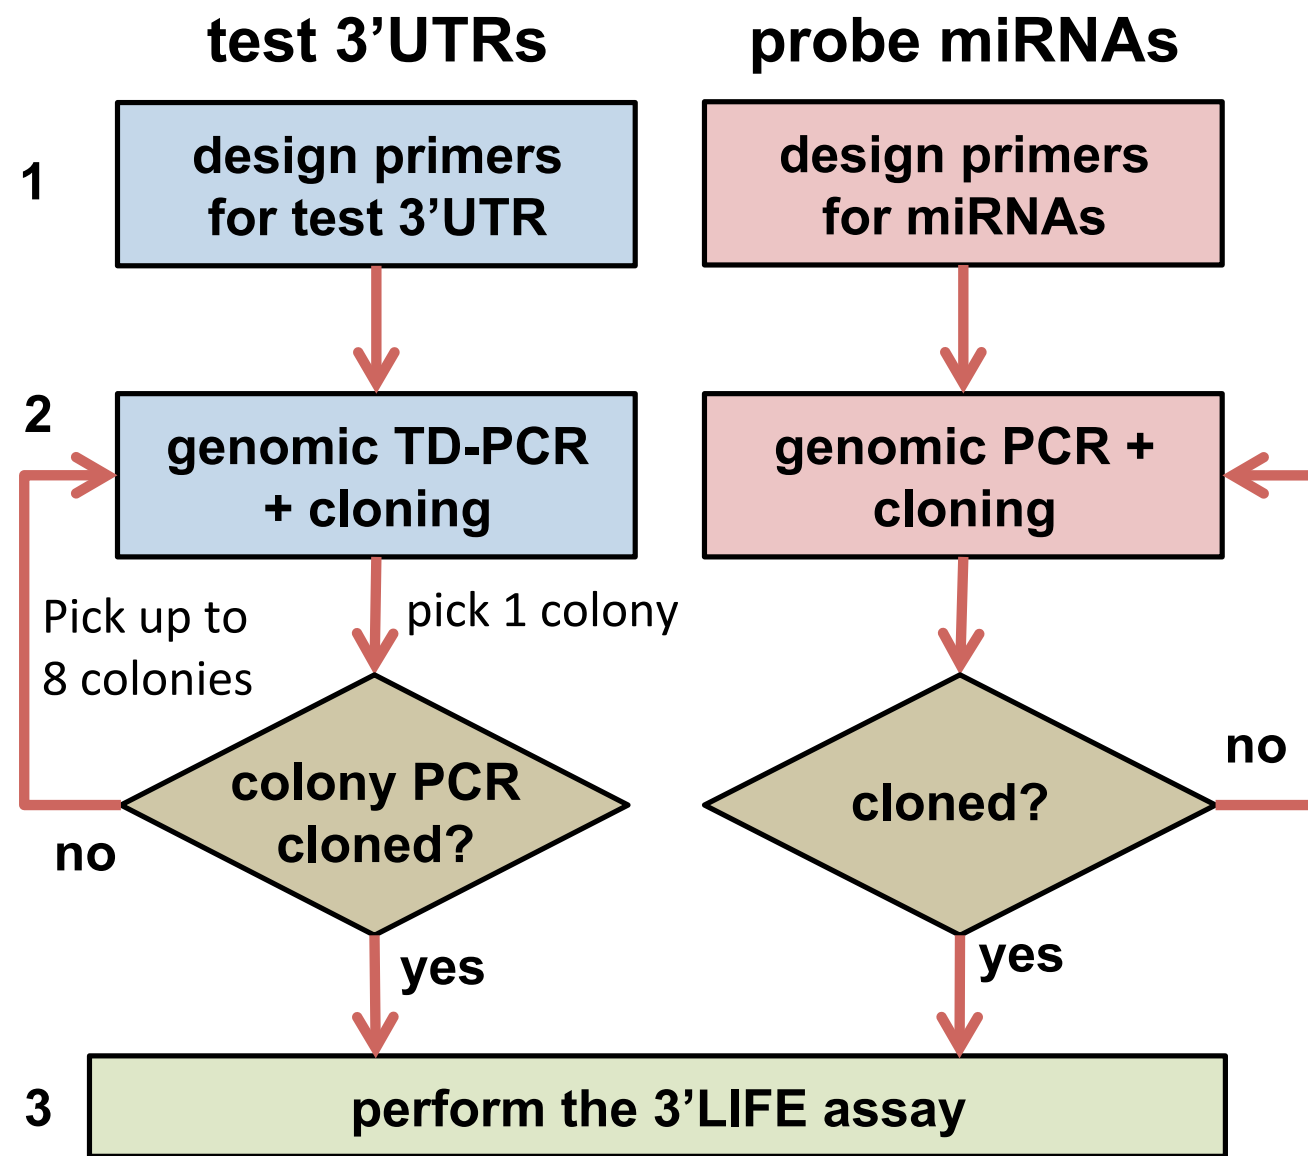 test 3’UTRs
probe miRNAs
1
design primers
for test 3’UTR
design primers
for miRNAs
2
genomic TD-PCR
+ cloning
genomic PCR +
cloning
Pick up to
8 colonies
pick 1 colony
colony PCR
cloned?
cloned?
no
no
yes
yes
3
perform the 3’LIFE assay